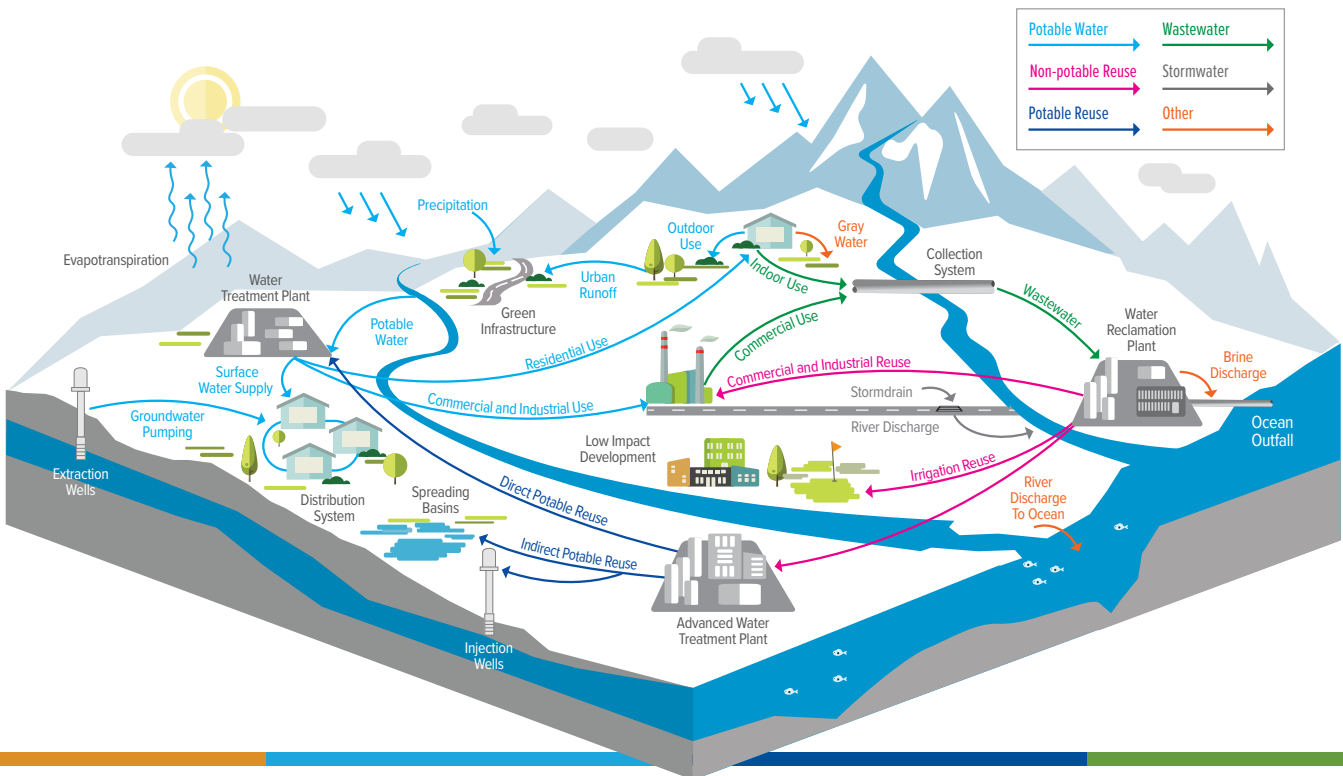 Potable Water
Wastewater
Non-potable Reuse
Stormwater
Potable Reuse
Other
Precipitation
Evapotranspiration
Outdoor
Use
Gray
Water
Indoor Use
Collection
System
Urban
Runoff
Green
Infrastructure
Water
Treatment Plant
Potable
Water
Wastewater
Water
Reclamation
Plant
Commercial Use
Residential Use
Surface
Water Supply
Commercial and Industrial Reuse
Brine
Discharge
Commercial and Industrial Use
Stormdrain
River Discharge
Groundwater
Pumping
Ocean
Outfall
Low Impact
Development
Irrigation Reuse
Extraction
Wells
Distribution
System
Spreading
Basins
Direct Potable Reuse
River
Discharge
To Ocean
Indirect Potable Reuse
Advanced Water
Treatment Plant
Injection
Wells